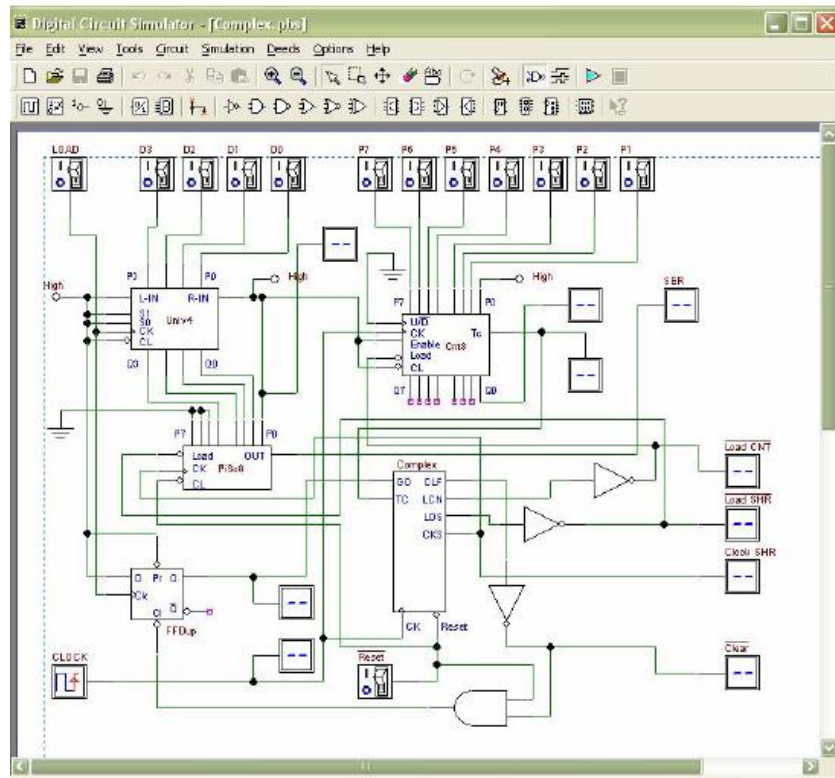 Digital Circuit Simulator - [Complex.pbs]
File Edit View Tools Circuit Simulation Deeds Options Help
LOAD D3 D2 D1 D0 P7 P6 P5 P4 P3 P2 P1
High P3 P0 High High SER
L-IN R-IN
S1
S0
CK
CL
Univ4
Q3 Q0
P7 P0
U/D
CK
Enable
Load
CL
Cnt8
Tc
Q7 Q0
P7 P0
Load OUT
CK
CL
PiSo8
Complex
GO CLF
TC LCN
LDS
CKS
CK Reset
Load CNT
Load SHR
Clock SHR
Clear
D Pr Q
Ck
Cl Q
FFDup
CLOCK
Reset